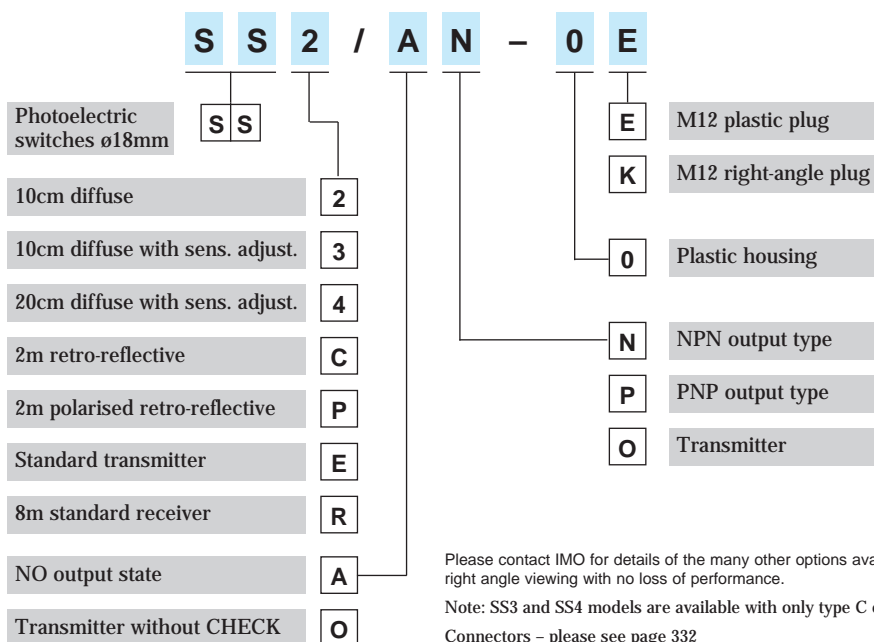 S S 2 / A N – 0 E
Photoelectric
switches ø18mm
S S
10cm diffuse 2
10cm diffuse with sens. adjust. 3
20cm diffuse with sens. adjust. 4
2m retro-reflective C
2m polarised retro-reflective P
Standard transmitter E
8m standard receiver R
NO output state A
Transmitter without CHECK O
E M12 plastic plug
K M12 right-angle plug
0 Plastic housing
N NPN output type
P PNP output type
O Transmitter
Please contact IMO for details of the many other options
right angle viewing with no loss of performance.
Note: SS3 and SS4 models are available with only type C
Connectors – please see page 332